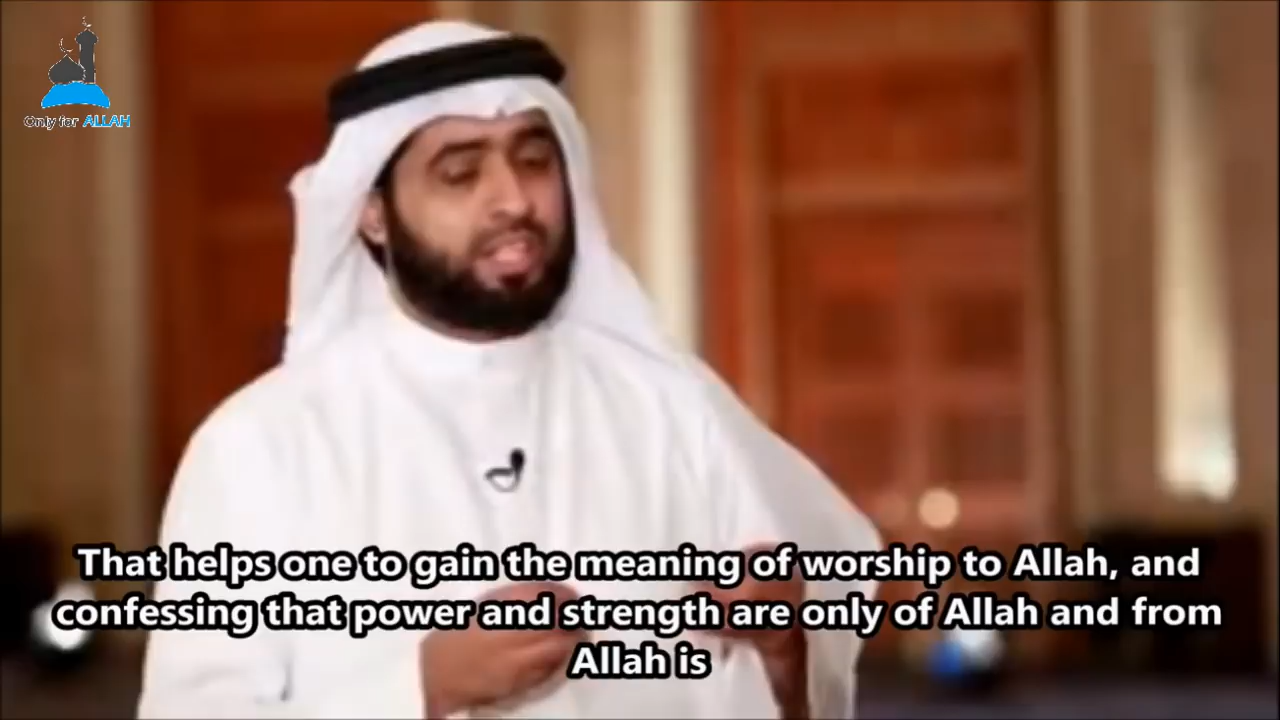 Only for ALLAH
That helps one to gain the meaning of worship to Allah, and
confessing that power and strength are only of Allah and from
Allah is